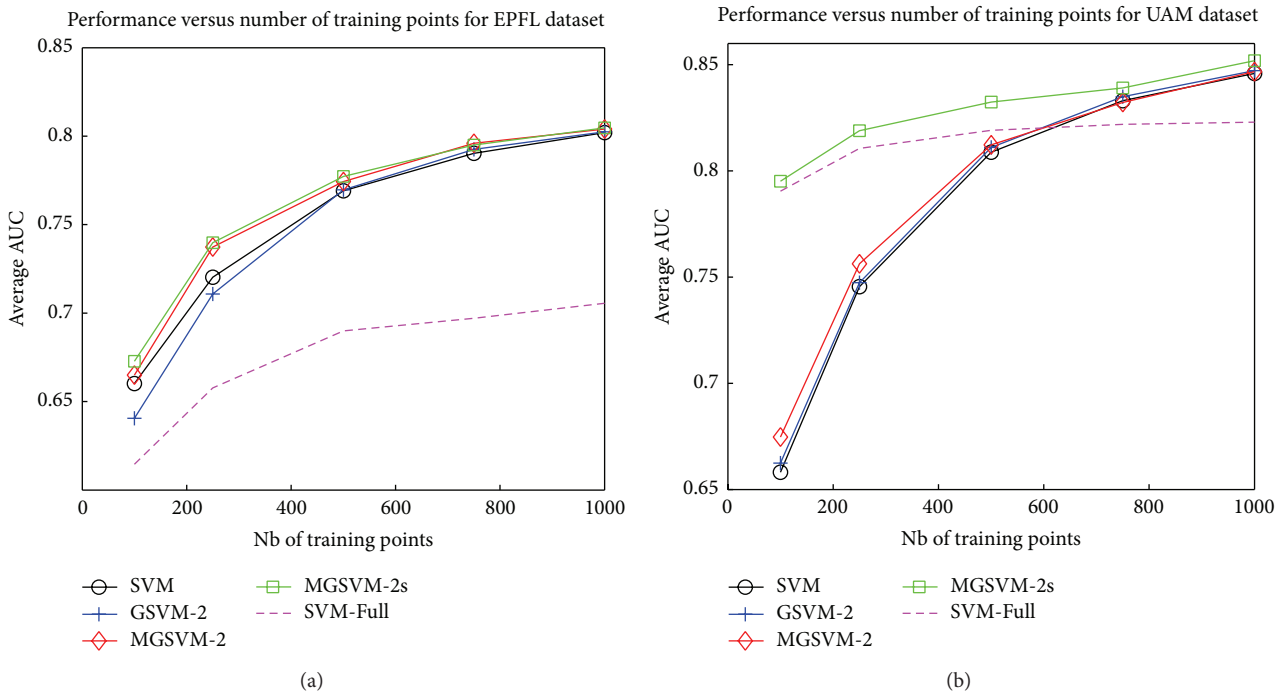 Performance versus number of training points for EPFL dataset
0.85
0.8
0.75
0.7
0.65
Average AUC
0 200 400 600 800 1000
Nb of training points
SVM
GSVM-2
MGSVM-2
MGSVM-2s
SVM-Full
(a)
Performance versus number of training points for UAM dataset
0.85
0.8
0.75
0.7
0.65
Average AUC
0 200 400 600 800 1000
Nb of training points
SVM
GSVM-2
MGSVM-2
MGSVM-2s
SVM-Full
(b)